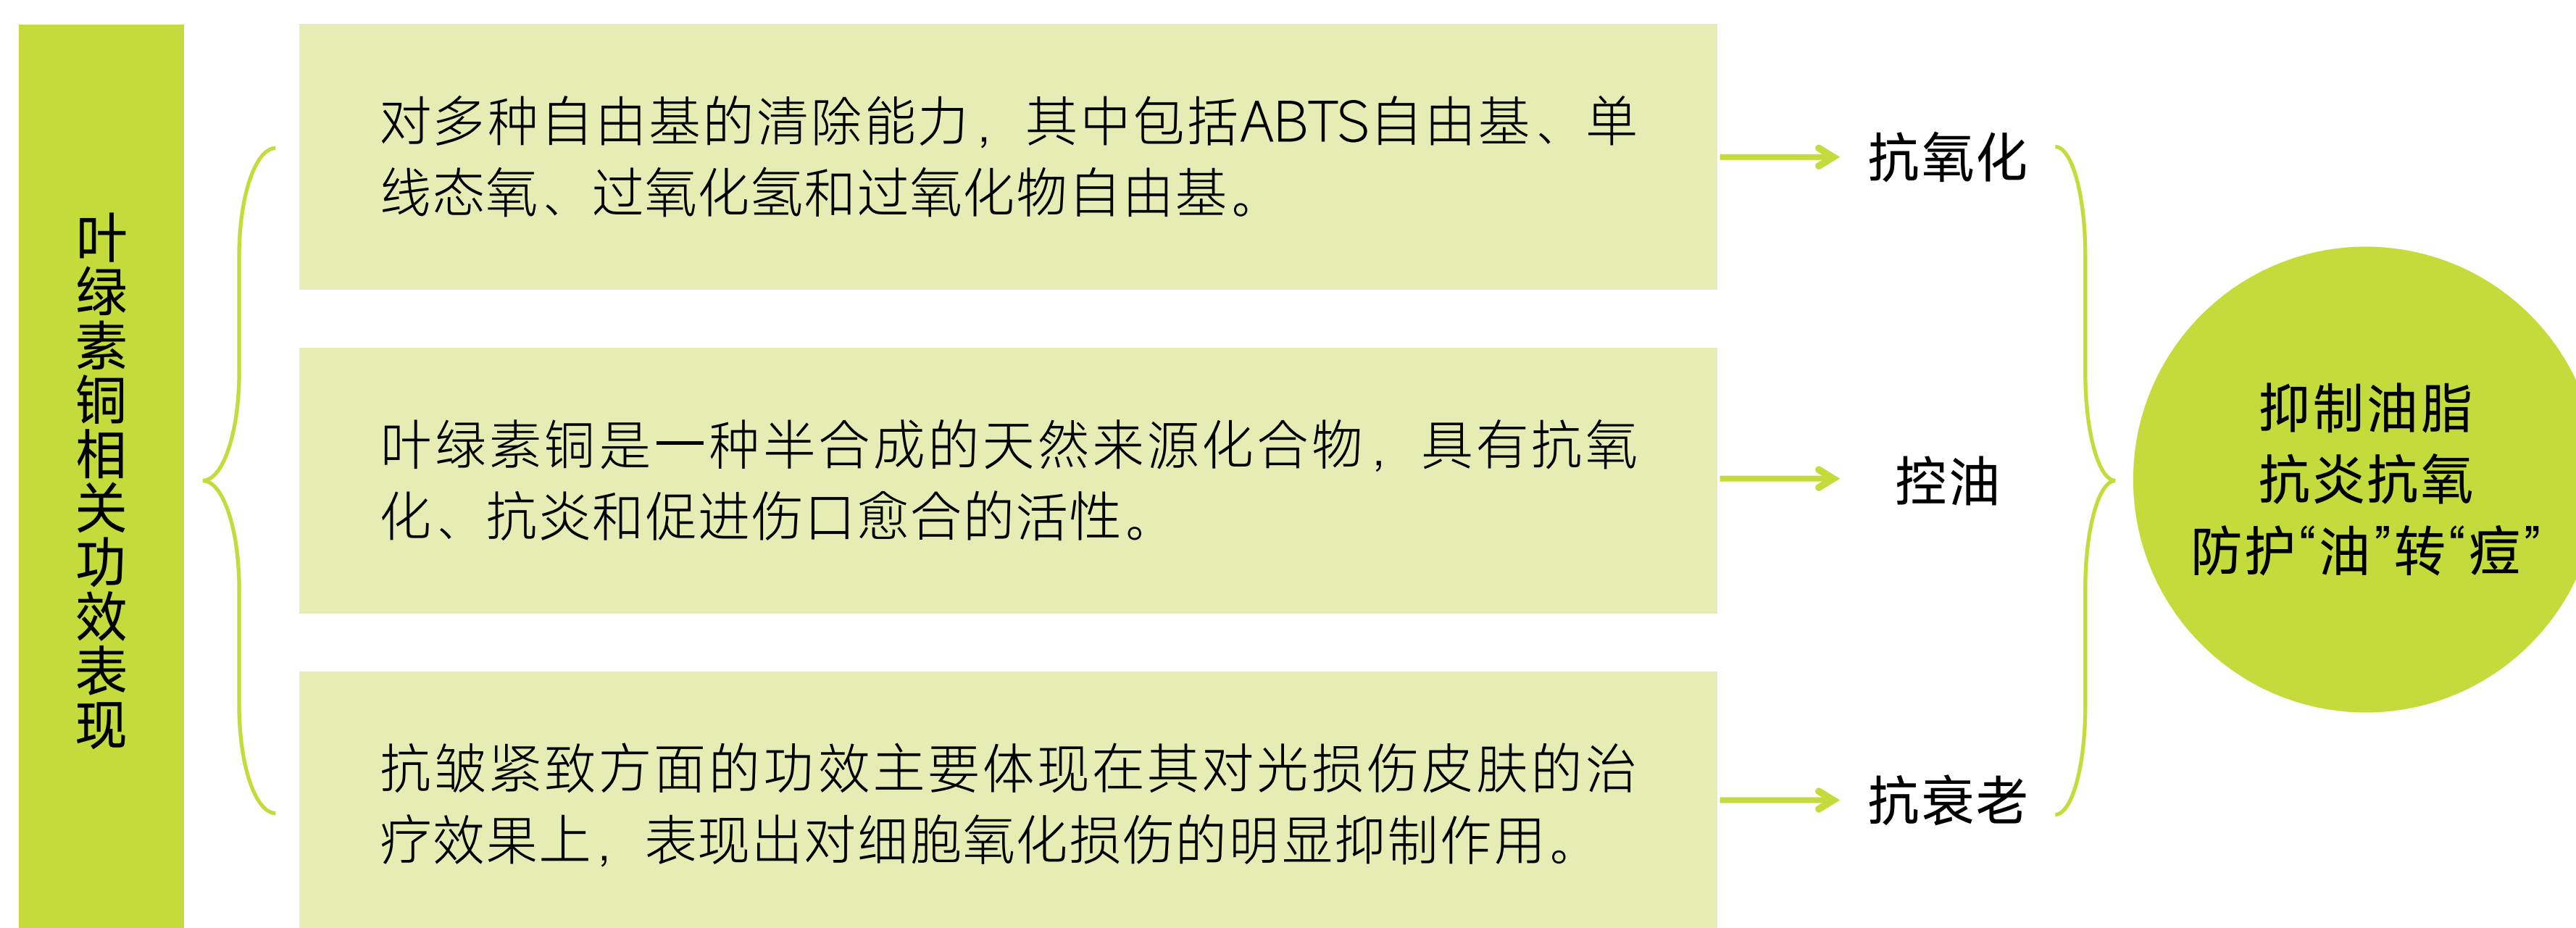 叶绿素铜相关功效表现
对多种自由基的清除能力，其中包括ABTS自由基、单
线态氧、过氧化氢和过氧化物自由基。
抗氧化
叶绿素铜是一种半合成的天然来源化合物，具有抗氧
化、抗炎和促进伤口愈合的活性。
控油
抗皱紧致方面的功效主要体现在其对光损伤皮肤的治
疗效果上，表现出对细胞氧化损伤的明显抑制作用。
抗衰老
抑制油脂
抗炎抗氧
防护“油”转“痘”